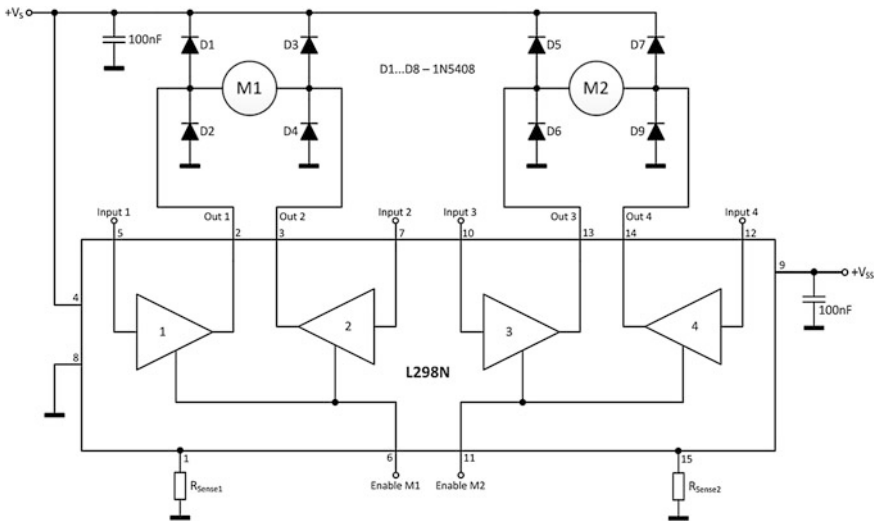 +VS
100nF
D1
D3
D1...D8 – 1N5408
D5
D7
M1
M2
D2
D4
D6
D9
Input 1
Out 1
Out 2
Input 2
Input 3
Out 3
Out 4
Input 4
5
2
3
7
10
13
14
12
9
+VSS
4
100nF
1
2
3
4
8
L298N
1
6
11
15
RSense1
Enable M1
Enable M2
RSense2